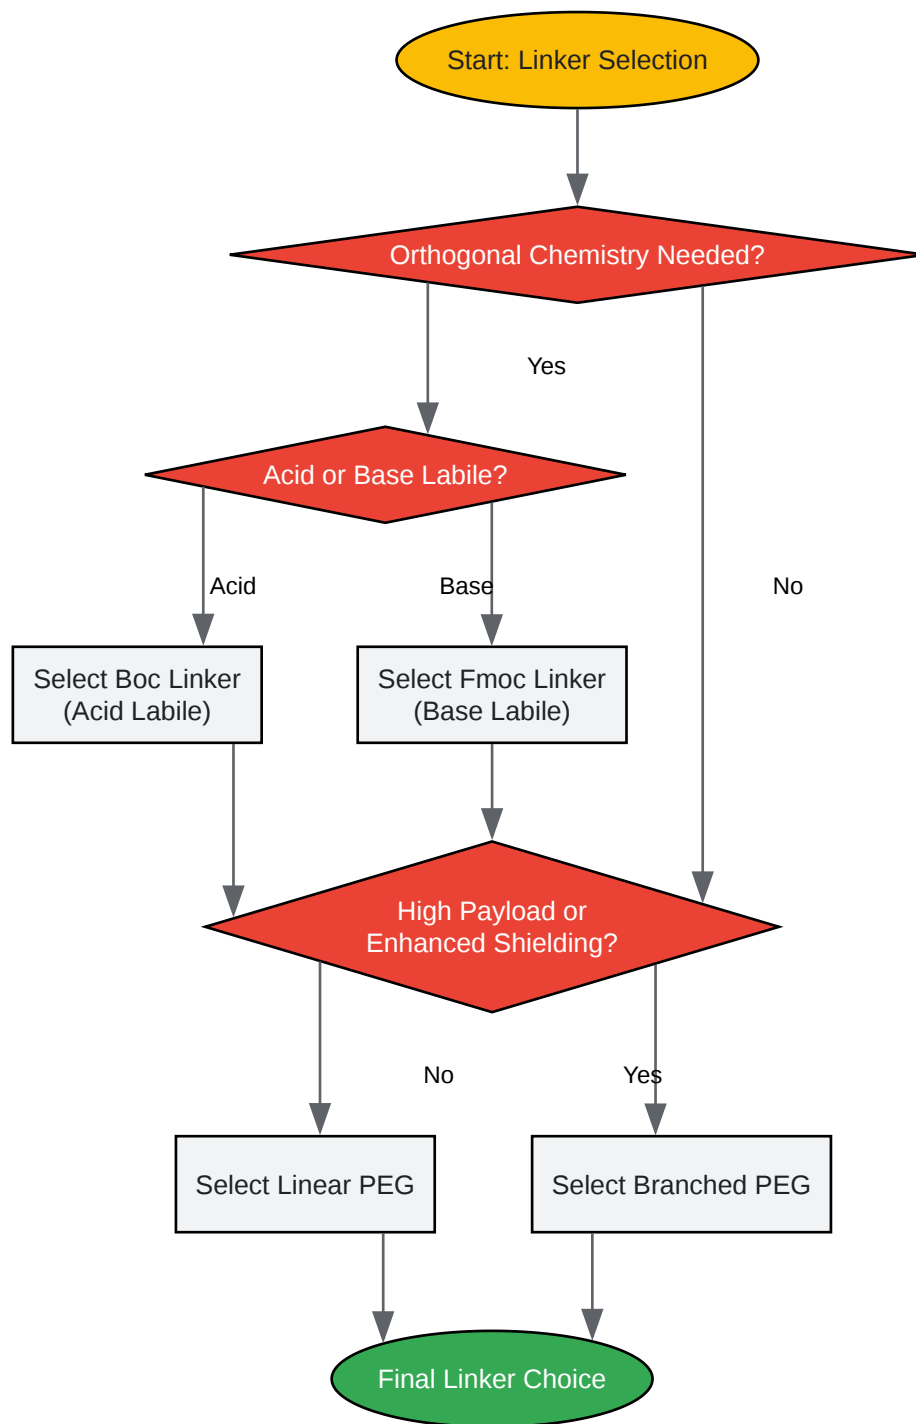 Start: Linker Selection
Orthogonal Chemistry Needed?
Yes
Acid or Base Labile?
Acid
Base
No
Select Boc Linker
(Acid Labile)
Select Fmoc Linker
(Base Labile)
High Payload or
Enhanced Shielding?
No
Yes
Select Linear PEG
Select Branched PEG
Final Linker Choice